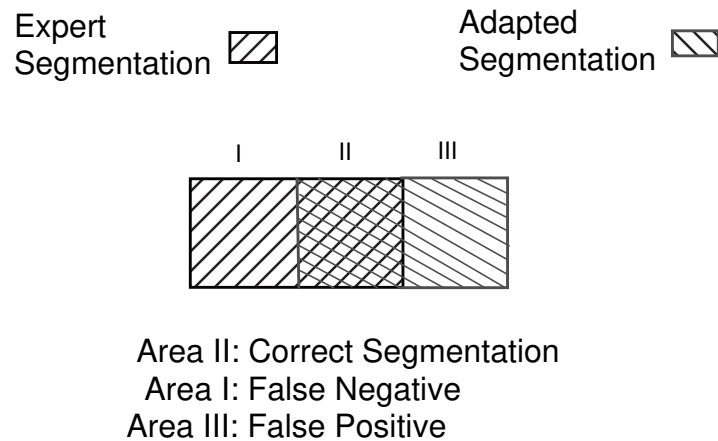 Expert
Segmentation
Adapted
Segmentation
I II III
Area II: Correct Segmentation
Area I: False Negative
Area III: False Positive